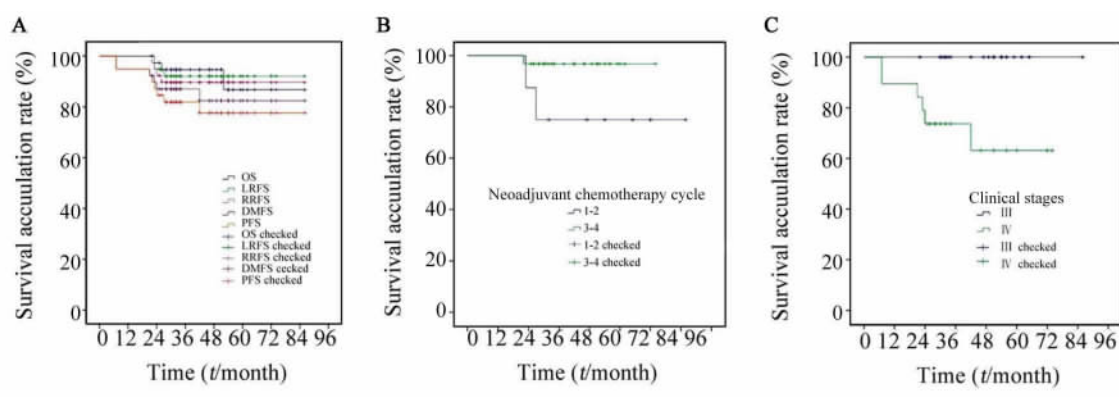 A
Survival accuulation rate (%)
100
80
60
40
20
0
OS
LRFS
RRFS
DMFS
PFS
OS checked
LRFS checked
RRFS checked
DMFS cecked
PFS checked
0 12 24 36 48 60 72 84 96
Time (t/month)
B
Survival accuulation rate (%)
100
80
60
40
20
0
Neoadjuvant chemotherapy cycle
1-2
3-4
1-2 checked
3-4 checked
0 12 24 36 48 60 72 84 96
Time (t/month)
C
Survival accuulation rate (%)
100
80
60
40
20
0
Clinical stages
III
IV
III checked
IV checked
0 12 24 36 48 60 72 84 96
Time (t/month)